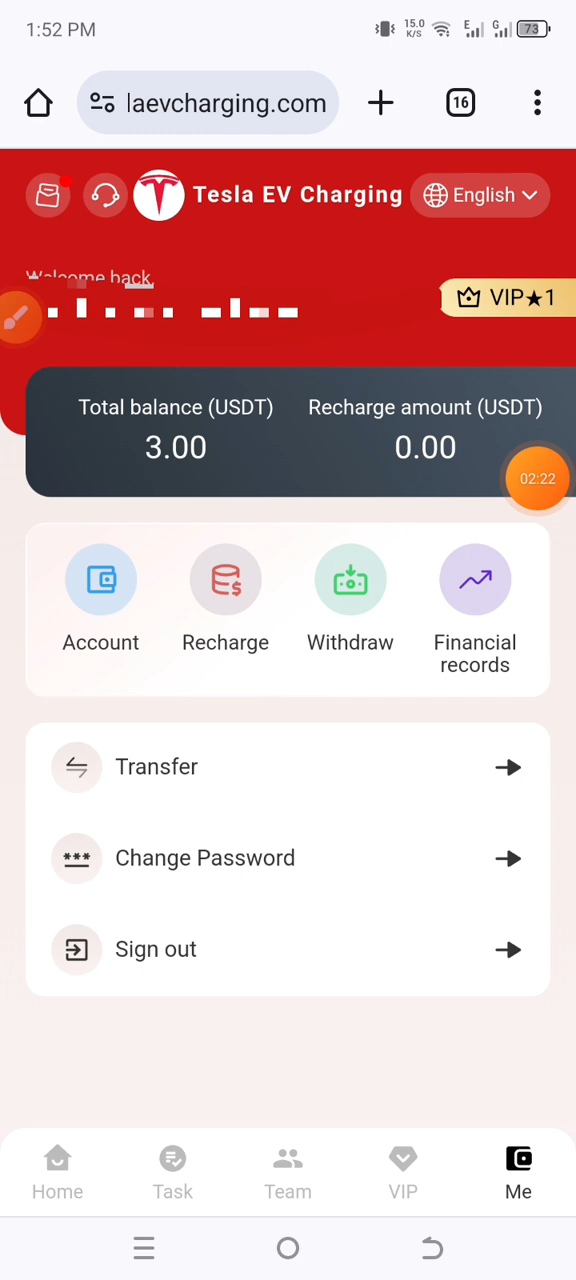 1:52 PM
15.0
K/S
E
G
73
laevcharging.com
16
Tesla EV Charging
English
Welcome back
VIP★1
Total balance (USDT)
Recharge amount (USDT)
3.00
0.00
02:22
Account
Recharge
Withdraw
Financial
records
Transfer
Change Password
Sign out
Home
Task
Team
VIP
Me